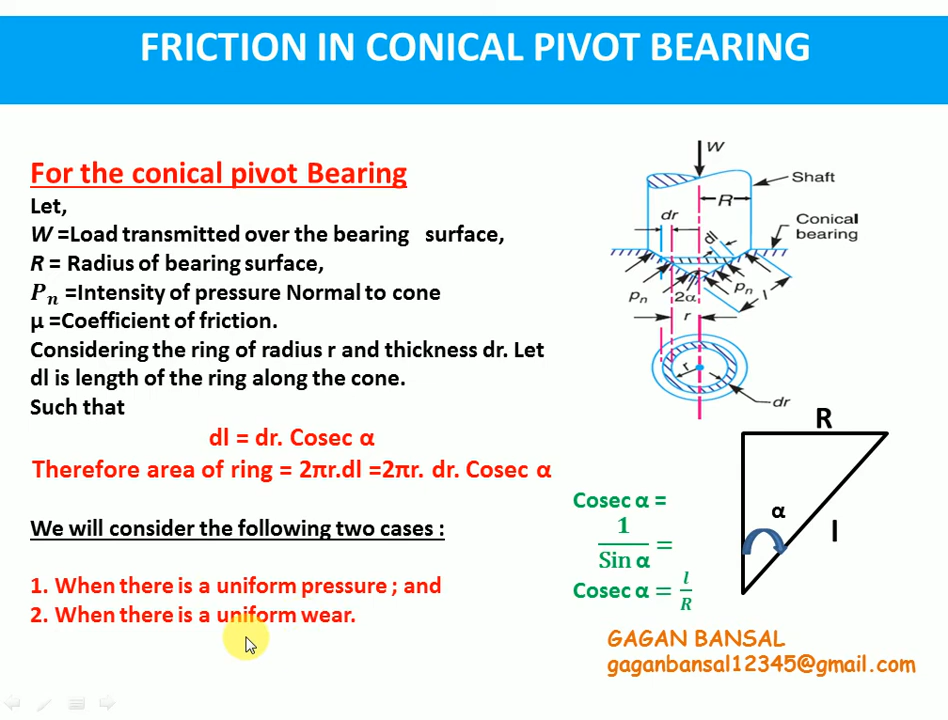 FRICTION IN CONICAL PIVOT BEARING
For the conical pivot Bearing
Let,
W =Load transmitted over the bearing surface,
R = Radius of bearing surface,
Pₙ =Intensity of pressure Normal to cone
μ =Coefficient of friction.
Considering the ring of radius r and thickness dr. Let
dl is length of the ring along the cone.
Such that
dl = dr. Cosec α
Therefore area of ring = 2πr.dl =2πr. dr. Cosec α
We will consider the following two cases :
1. When there is a uniform pressure ; and
2. When there is a uniform wear.
W
Shaft
R
dr
Conical
bearing
dl
pₙ
2α
l
pₙ
r
r
dr
R
α
l
Cosec α =
1
Sin α
=
Cosec α = l/R
GAGAN BANSAL
gaganbansal12345@gmail.com